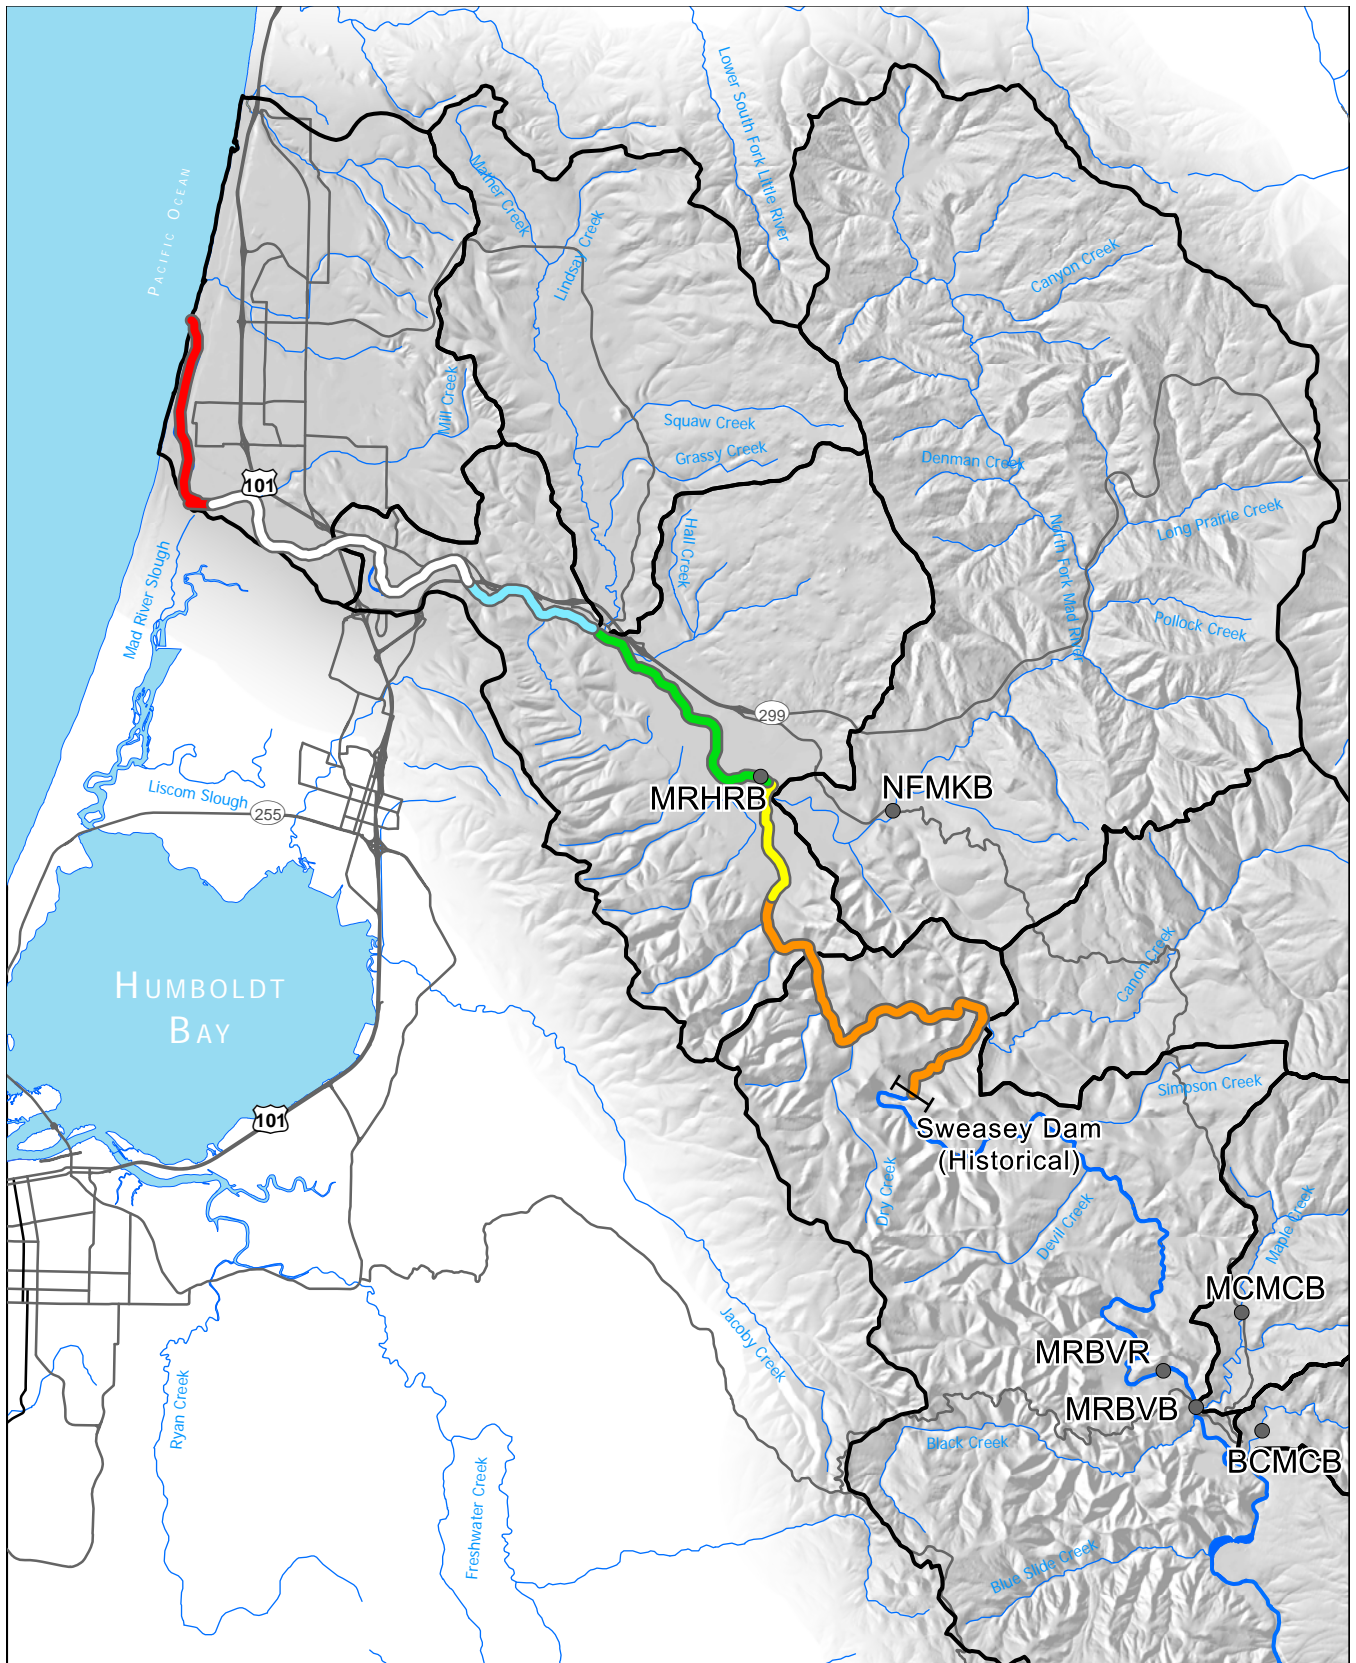 Lower South Fork Little River
Mather Creek
Lindsay Creek
PACIFIC OCEAN
Canyon Creek
Mill Creek
Squaw Creek
Grassy Creek
Denman Creek
101
Long Prairie Creek
Hall Creek
North Fork Mad River
Mad River Slough
Pollock Creek
299
MRHRB
NFMKB
Liscom Slough
255
HUMBOLDT
BAY
Canon Creek
Simpson Creek
101
Sweasey Dam
(Historical)
Dry Creek
Devil Creek
Maple Creek
MCMCB
Jacoby Creek
MRBVR
MRBVB
Ryan Creek
Black Creek
BCMCB
Freshwater Creek
Blue Slide Creek